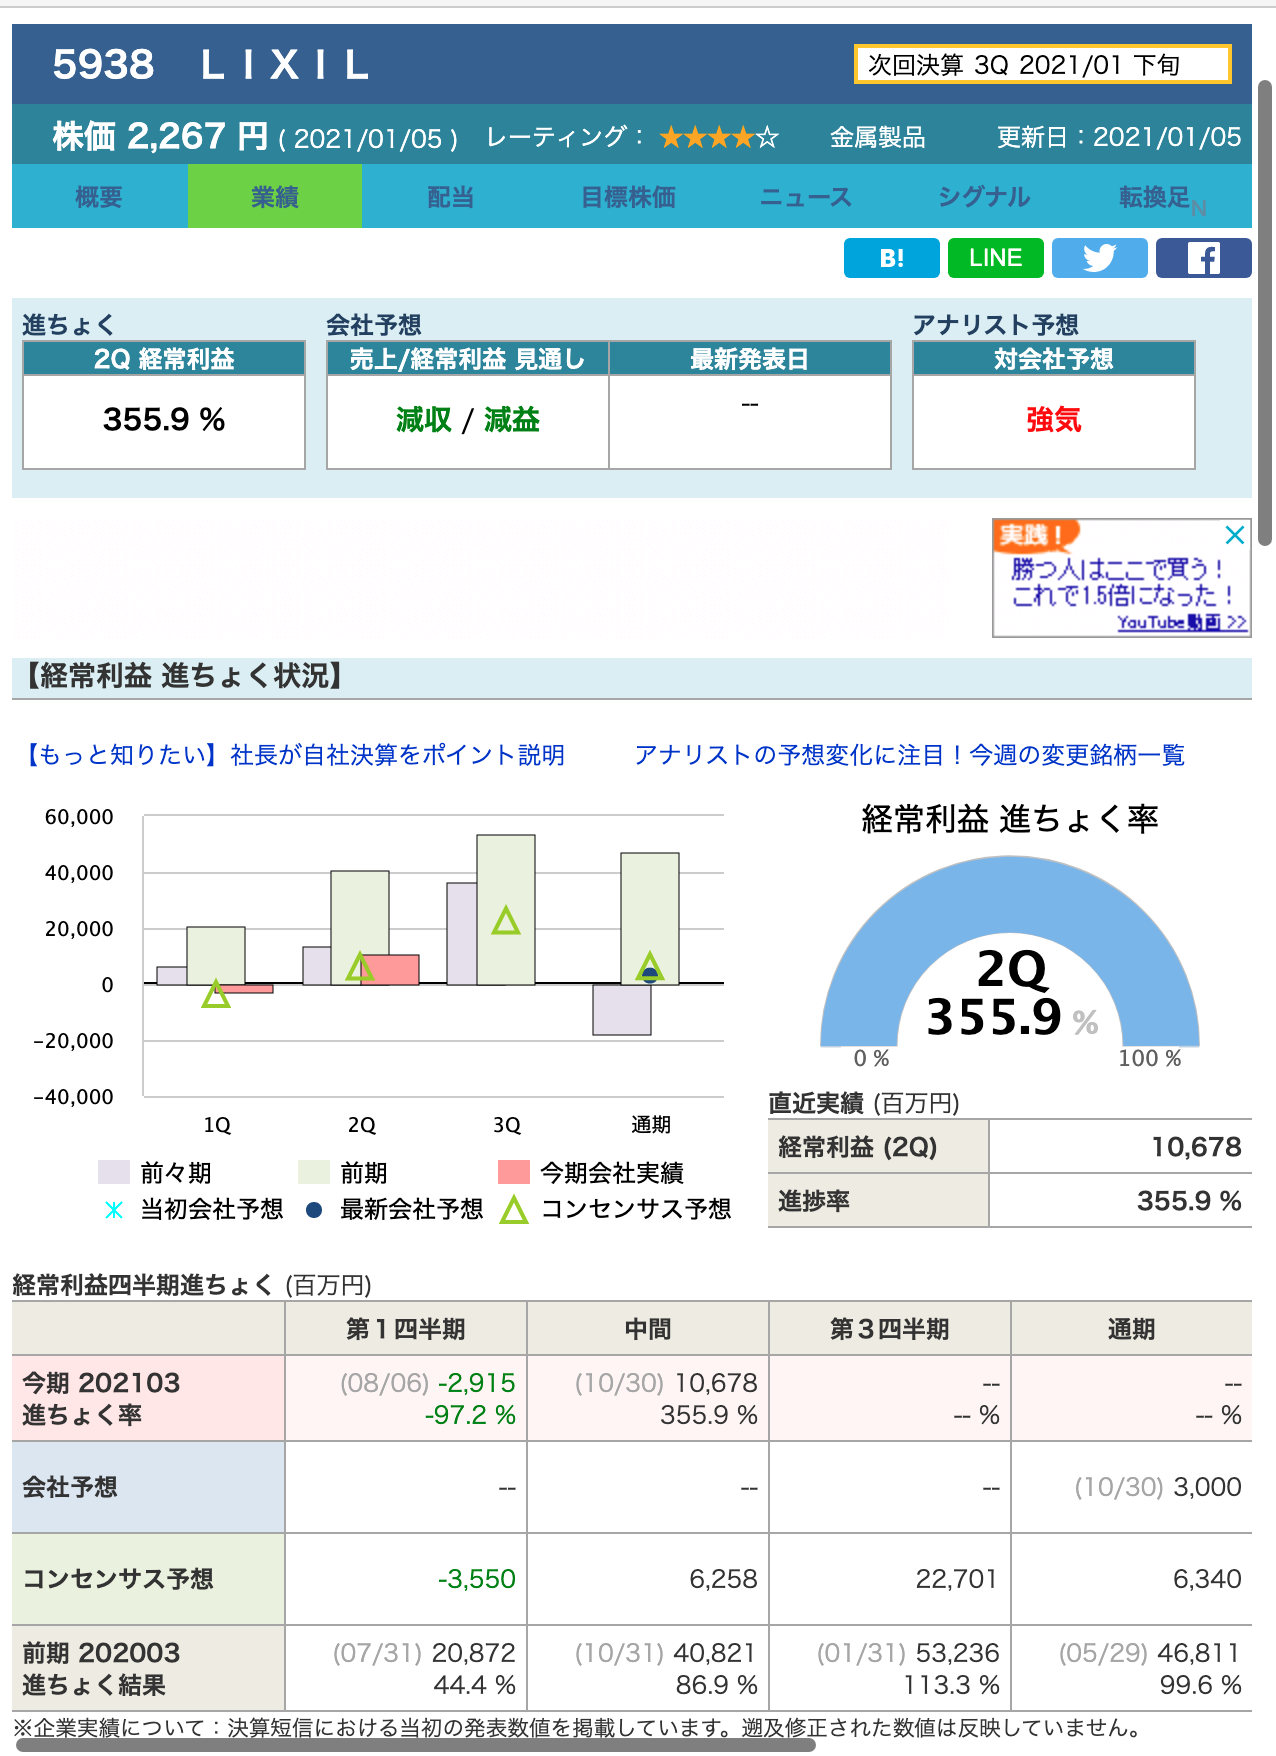 5938 ＬＩＸＩＬ
次回決算 3Q 2021/01 下旬
株価 2,267 円 ( 2021/01/05 ) レーティング： ★★★★☆ 金属製品 更新日：2021/01/05
概要 業績 配当 目標株価 ニュース シグナル 転換足
N
B! LINE
進ちょく 会社予想 アナリスト予想
2Q 経常利益 売上/経常利益 見通し 最新発表日 対会社予想
355.9 % 減収 / 減益 -- 強気
実践！
勝つ人はここで買う！
これで1.5倍になった！
YouTube動画 >>
【経常利益 進ちょく状況】
【もっと知りたい】社長が自社決算をポイント説明 アナリストの予想変化に注目！今週の変更銘柄一覧
60,000
40,000
20,000
0
-20,000
-40,000
1Q 2Q 3Q 通期
前々期 前期 今期会社実績
当初会社予想 最新会社予想 コンセンサス予想
経常利益 進ちょく率
2Q
355.9 %
0 % 100 %
直近実績 (百万円)
経常利益 (2Q) 10,678
進捗率 355.9 %
経常利益四半期進ちょく (百万円)
第１四半期 中間 第３四半期 通期
今期 202103 (08/06) -2,915 (10/30) 10,678 -- --
進ちょく率 -97.2 % 355.9 % -- % -- %
会社予想 -- -- -- (10/30) 3,000
コンセンサス予想 -3,550 6,258 22,701 6,340
前期 202003 (07/31) 20,872 (10/31) 40,821 (01/31) 53,236 (05/29) 46,811
進ちょく結果 44.4 % 86.9 % 113.3 % 99.6 %
※企業実績について：決算短信における当初の発表数値を掲載しています。遡及修正された数値は反映していません。